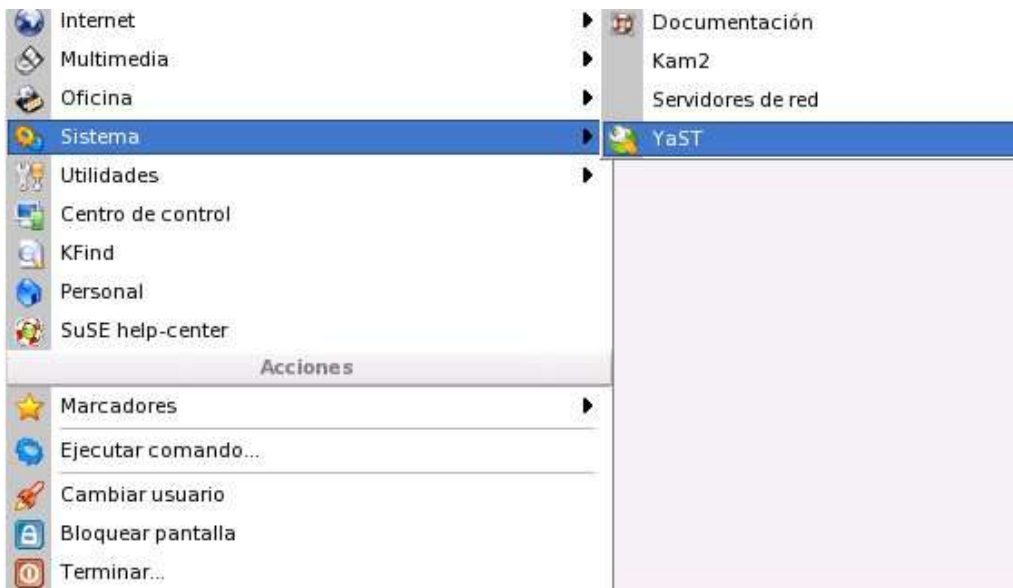 Internet
Multimedia
Oficina
Sistema
Utilidades
Centro de control
KFind
Personal
SuSE help-center
Acciones
Marcadores
Ejecutar comando...
Cambiar usuario
Bloquear pantalla
Terminar...
Documentación
Kam2
Servidores de red
YaST